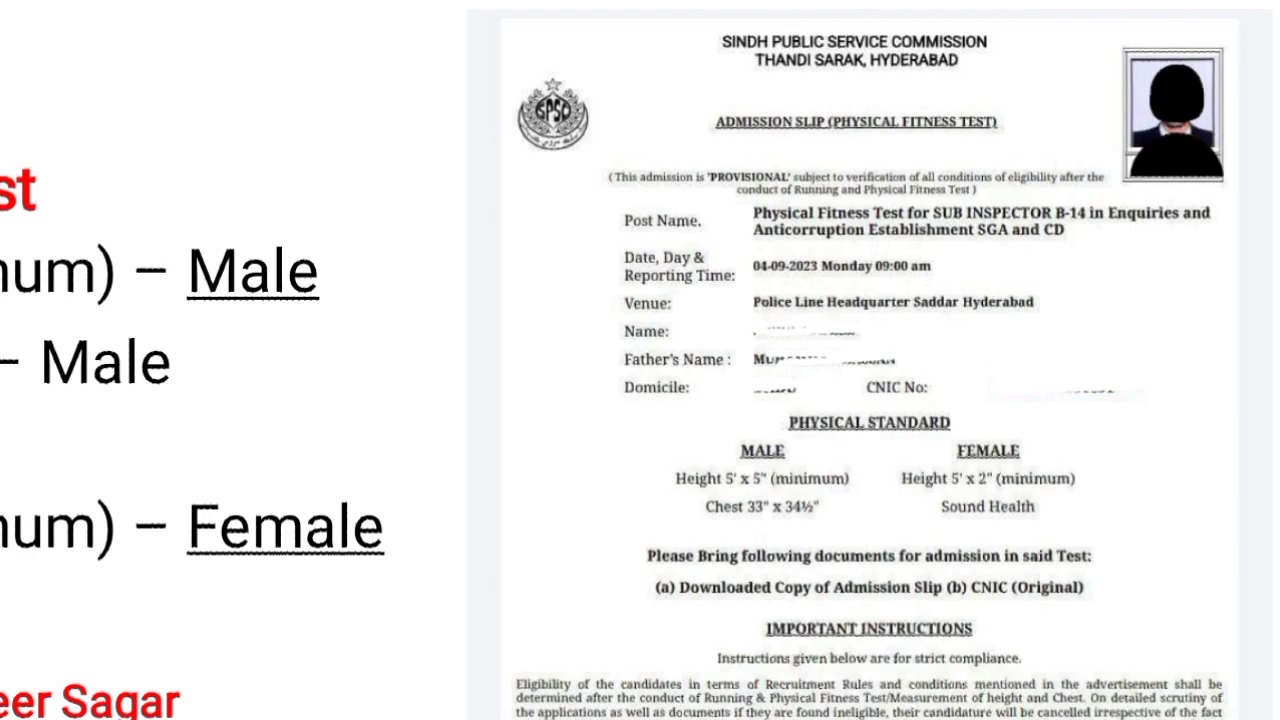 st
num) – Male
– Male
num) – Female
eer Sagar
SINDH PUBLIC SERVICE COMMISSION
THANDI SARAK, HYDERABAD
SPSC
ADMISSION SLIP (PHYSICAL FITNESS TEST)
( This admission is 'PROVISIONAL' subject to verification of all conditions of eligibility after the
conduct of Running and Physical Fitness Test )
Post Name. Physical Fitness Test for SUB INSPECTOR B-14 in Enquiries and
Anticorruption Establishment SGA and CD
Date, Day &
Reporting Time: 04-09-2023 Monday 09:00 am
Venue: Police Line Headquarter Saddar Hyderabad
Name:
Father's Name :
Domicile: CNIC No:
PHYSICAL STANDARD
MALE FEMALE
Height 5' x 5" (minimum) Height 5' x 2" (minimum)
Chest 33" x 34½" Sound Health
Please Bring following documents for admission in said Test:
(a) Downloaded Copy of Admission Slip (b) CNIC (Original)
IMPORTANT INSTRUCTIONS
Instructions given below are for strict compliance.
Eligibility of the candidates in terms of Recruitment Rules and conditions mentioned in the advertisement shall be
determined after the conduct of Running & Physical Fitness Test/Measurement of height and Chest. On detailed scrutiny of
the applications as well as documents if they are found ineligible, their candidature will be cancelled irrespective of the fact